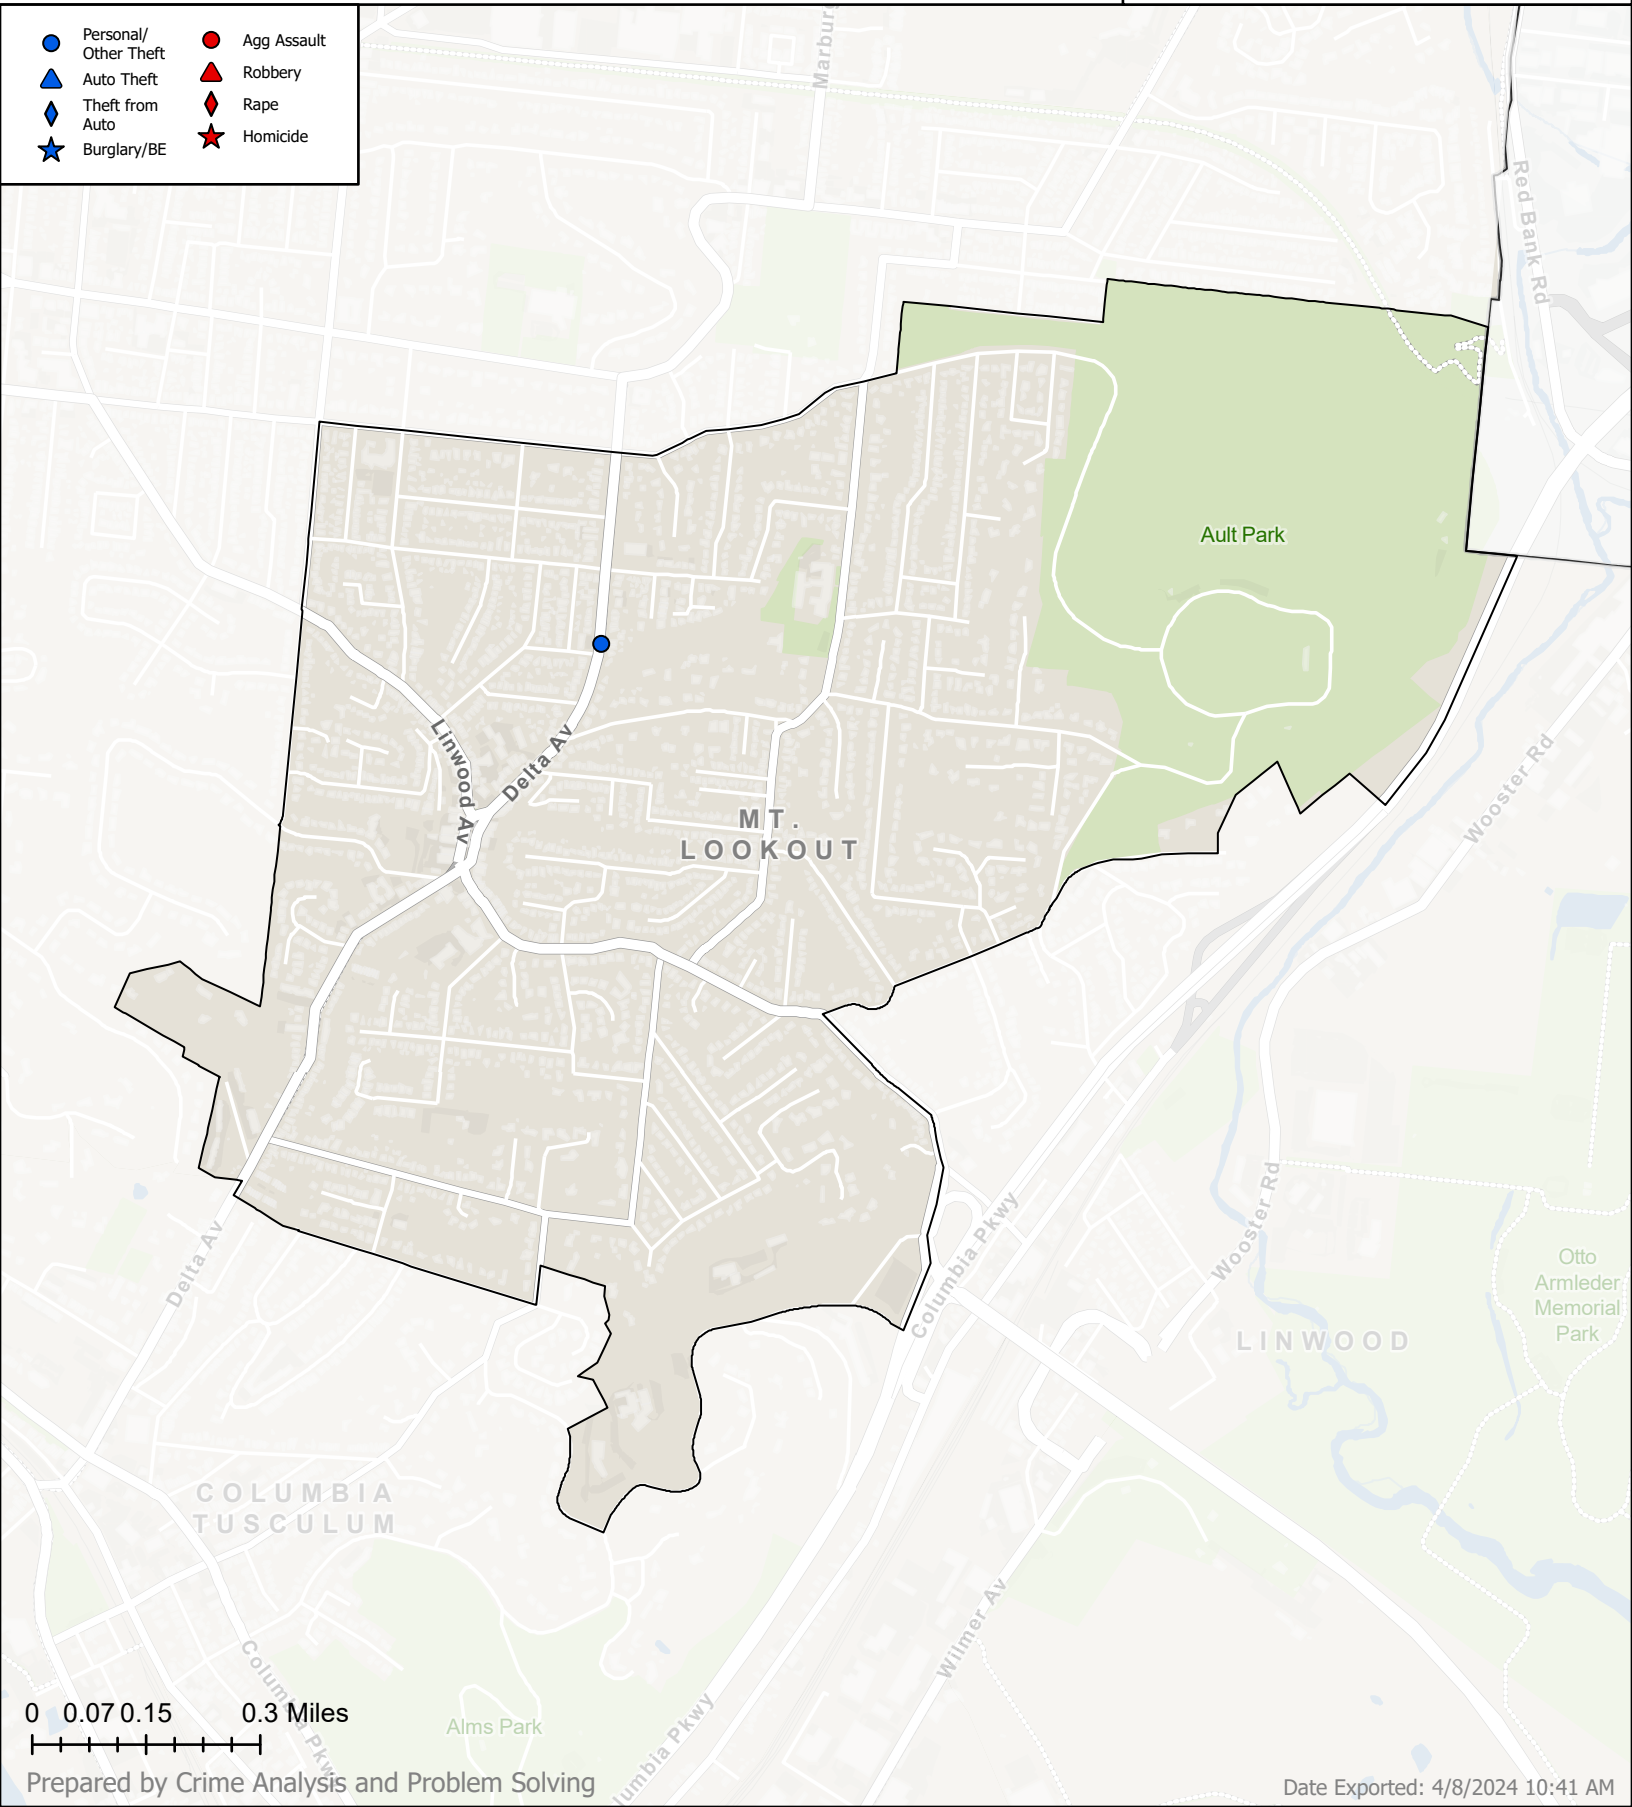 Personal/
Other Theft
Auto Theft
Theft from
Auto
Burglary/BE
Agg Assault
Robbery
Rape
Homicide
Marburg
Red Bank Rd
Ault Park
Linwood Av
Delta Av
MT.
LOOKOUT
Wooster Rd
Delta Av
Columbia Pkwy
Wooster Rd
Otto
Armleder
Memorial
Park
LINWOOD
COLUMBIA
TUSCULUM
Wilmer Av
Columbia Pkwy
Alms Park
umbia Pkwy
0 0.07 0.15 0.3 Miles
Prepared by Crime Analysis and Problem Solving
Date Exported: 4/8/2024 10:41 AM